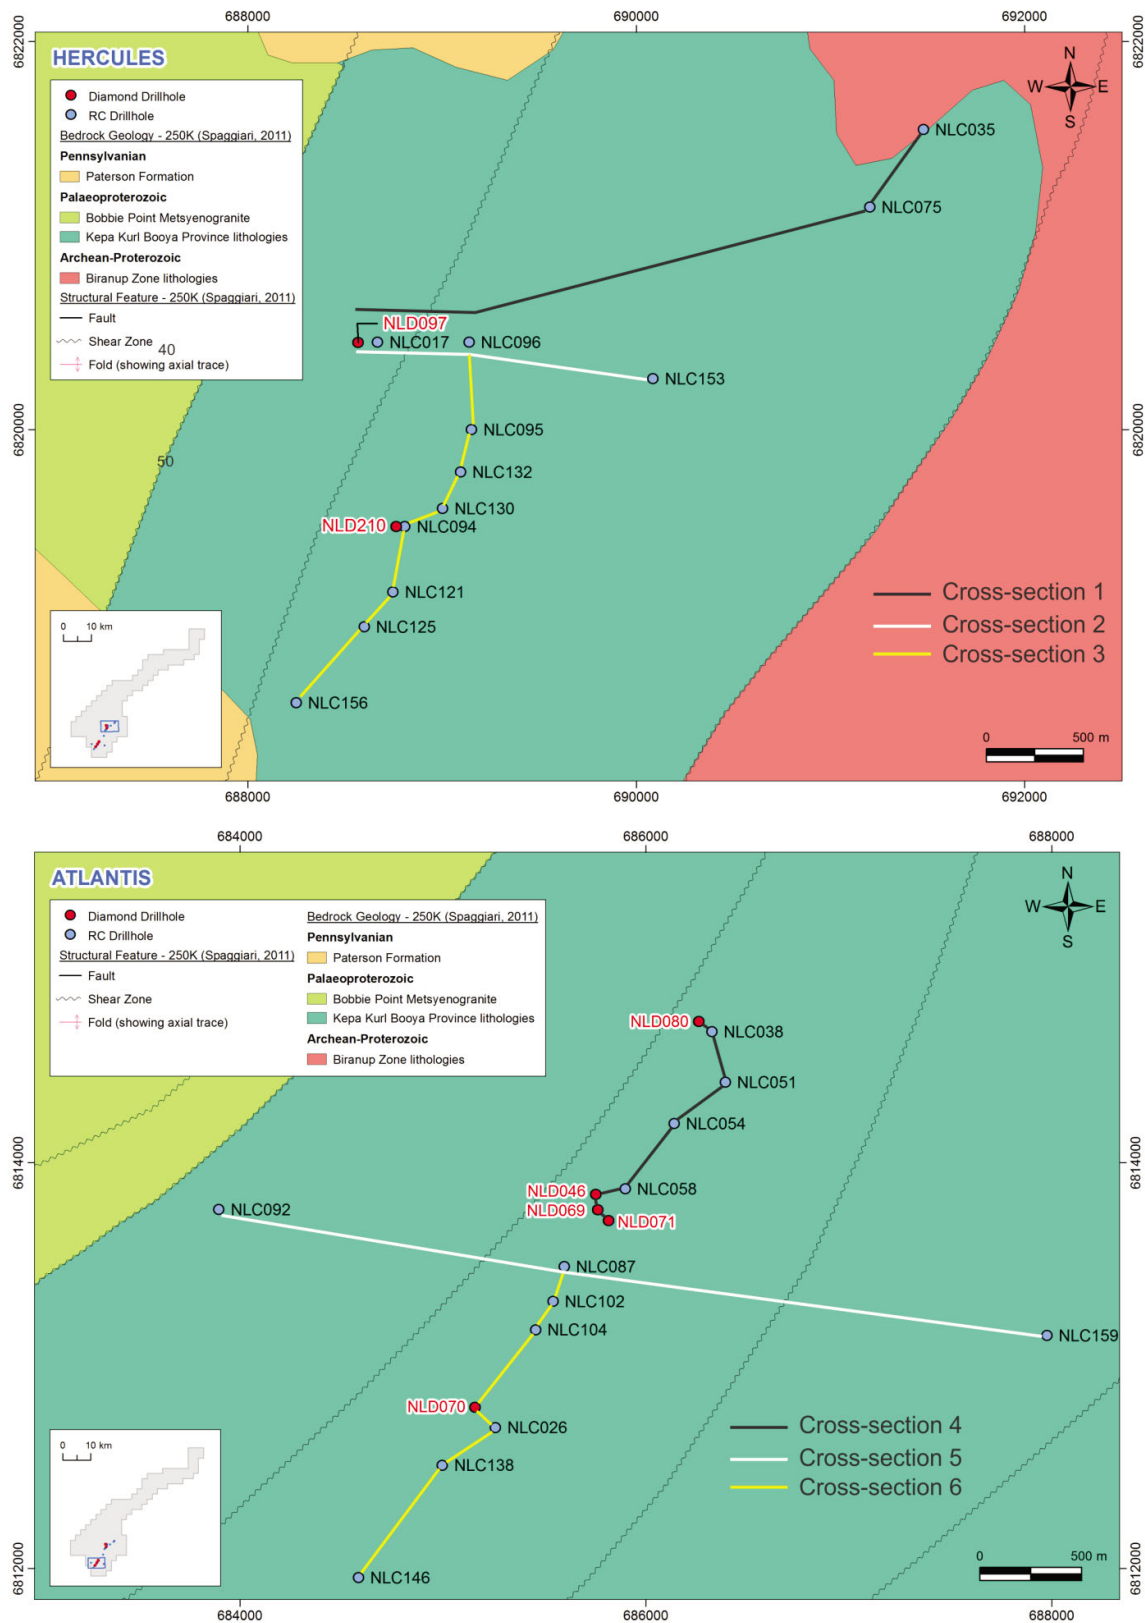 688000 690000 692000
6822000 6822000
HERCULES
Diamond Drillhole
RC Drillhole
Bedrock Geology - 250K (Spaggiari, 2011)
Pennsylvanian
Paterson Formation
Palaeoproterozoic
Bobbie Point Metsyenogranite
Kepa Kurl Booya Province lithologies
Archean-Proterozoic
Biranup Zone lithologies
Structural Feature - 250K (Spaggiari, 2011)
Fault
Shear Zone
40
Fold (showing axial trace)
N
W E
S
NLC035
NLC075
NLD097
NLC017 NLC096
NLC153
6820000 6820000
NLC095
50
NLC132
NLC130
NLD210 NLC094
NLC121
NLC125
NLC156
Cross-section 1
Cross-section 2
Cross-section 3
0 10 km
0 500 m
688000 690000 692000
684000 686000 688000
ATLANTIS
Diamond Drillhole
RC Drillhole
Structural Feature - 250K (Spaggiari, 2011)
Fault
Shear Zone
Fold (showing axial trace)
Bedrock Geology - 250K (Spaggiari, 2011)
Pennsylvanian
Paterson Formation
Palaeoproterozoic
Bobbie Point Metsyenogranite
Kepa Kurl Booya Province lithologies
Archean-Proterozoic
Biranup Zone lithologies
N
W E
S
NLD080
NLC038
NLC051
NLC054
6814000 6814000
NLC058
NLD046
NLD069
NLD071
NLC092
NLC087
NLC102
NLC104
NLC159
NLD070
NLC026
NLC138
NLC146
Cross-section 4
Cross-section 5
Cross-section 6
0 10 km
0 500 m
6812000 6812000
684000 686000 688000